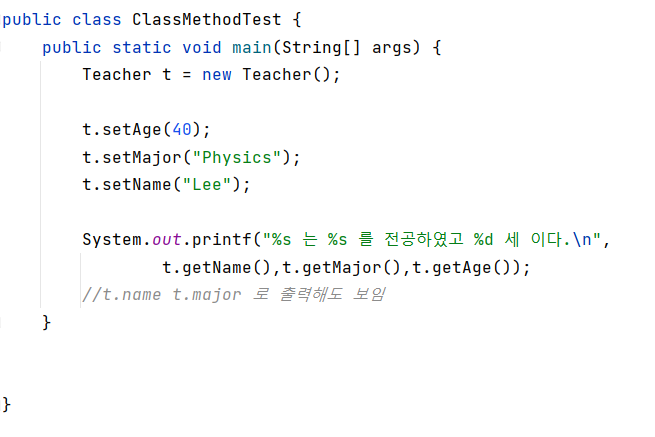 public class ClassMethodTest {
public static void main(String[] args) {
Teacher t = new Teacher();
t.setAge(40);
t.setMajor("Physics");
t.setName("Lee");
System.out.printf("%s 는 %s 를 전공하였고 %d 세 이다.\n",
t.getName(),t.getMajor(),t.getAge());
//t.name t.major 로 출력해도 보임
}
}